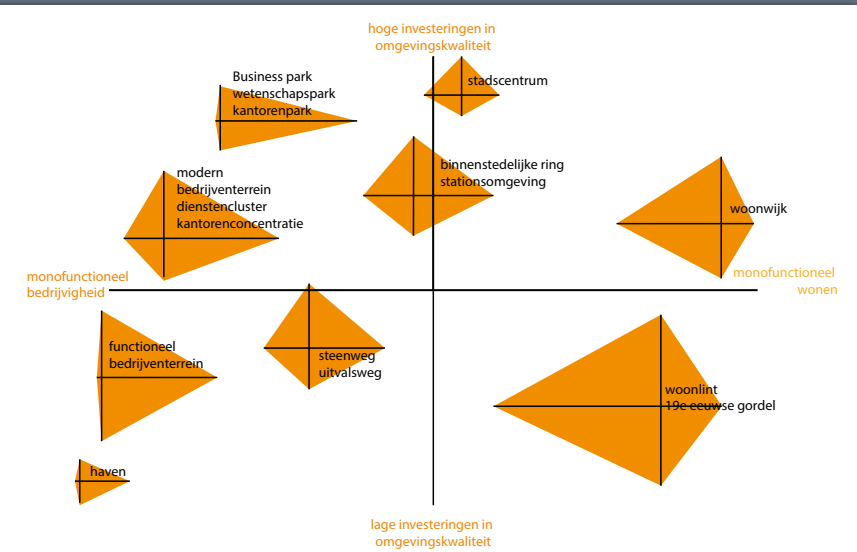 hoge investeringen in
omgevingskwaliteit
Business park
wetenschapspark
kantorenpark
stadscentrum
binnenstedelijke ring
stationsomgeving
modern
bedrijventerrein
dienstencluster
kantorenconcentratie
woonwijk
monofunctioneel
bedrijvigheid
monofunctioneel
wonen
functioneel
bedrijventerrein
steenweg
uitvalsweg
woonlint
19e eeuwse gordel
haven
lage investeringen in
omgevingskwaliteit